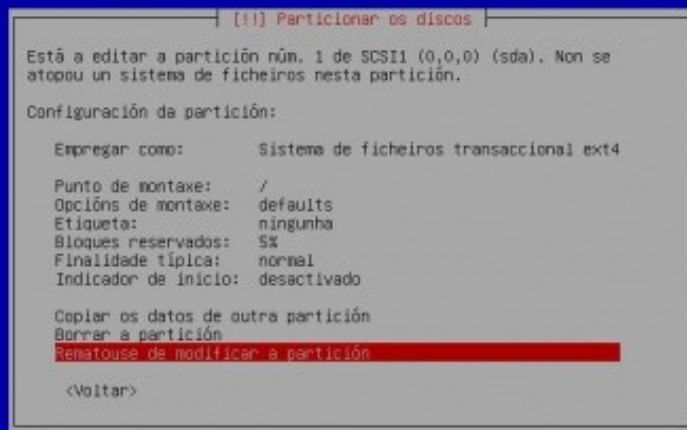 [!!] Particionar os discos
Está a editar a partición núm. 1 de SCSI1 (0,0,0) (sda). Non se
atopou un sistema de ficheiros nesta partición.
Configuración da partición:
Empregar como: Sistema de ficheiros transaccional ext4
Punto de montaxe: /
Opcións de montaxe: defaults
Etiqueta: ningunha
Bloques reservados: 5%
Finalidade típica: normal
Indicador de inicio: desactivado
Copiar os datos de outra partición
Borrar a partición
Rematouse de modificar a partición
<Voltar>